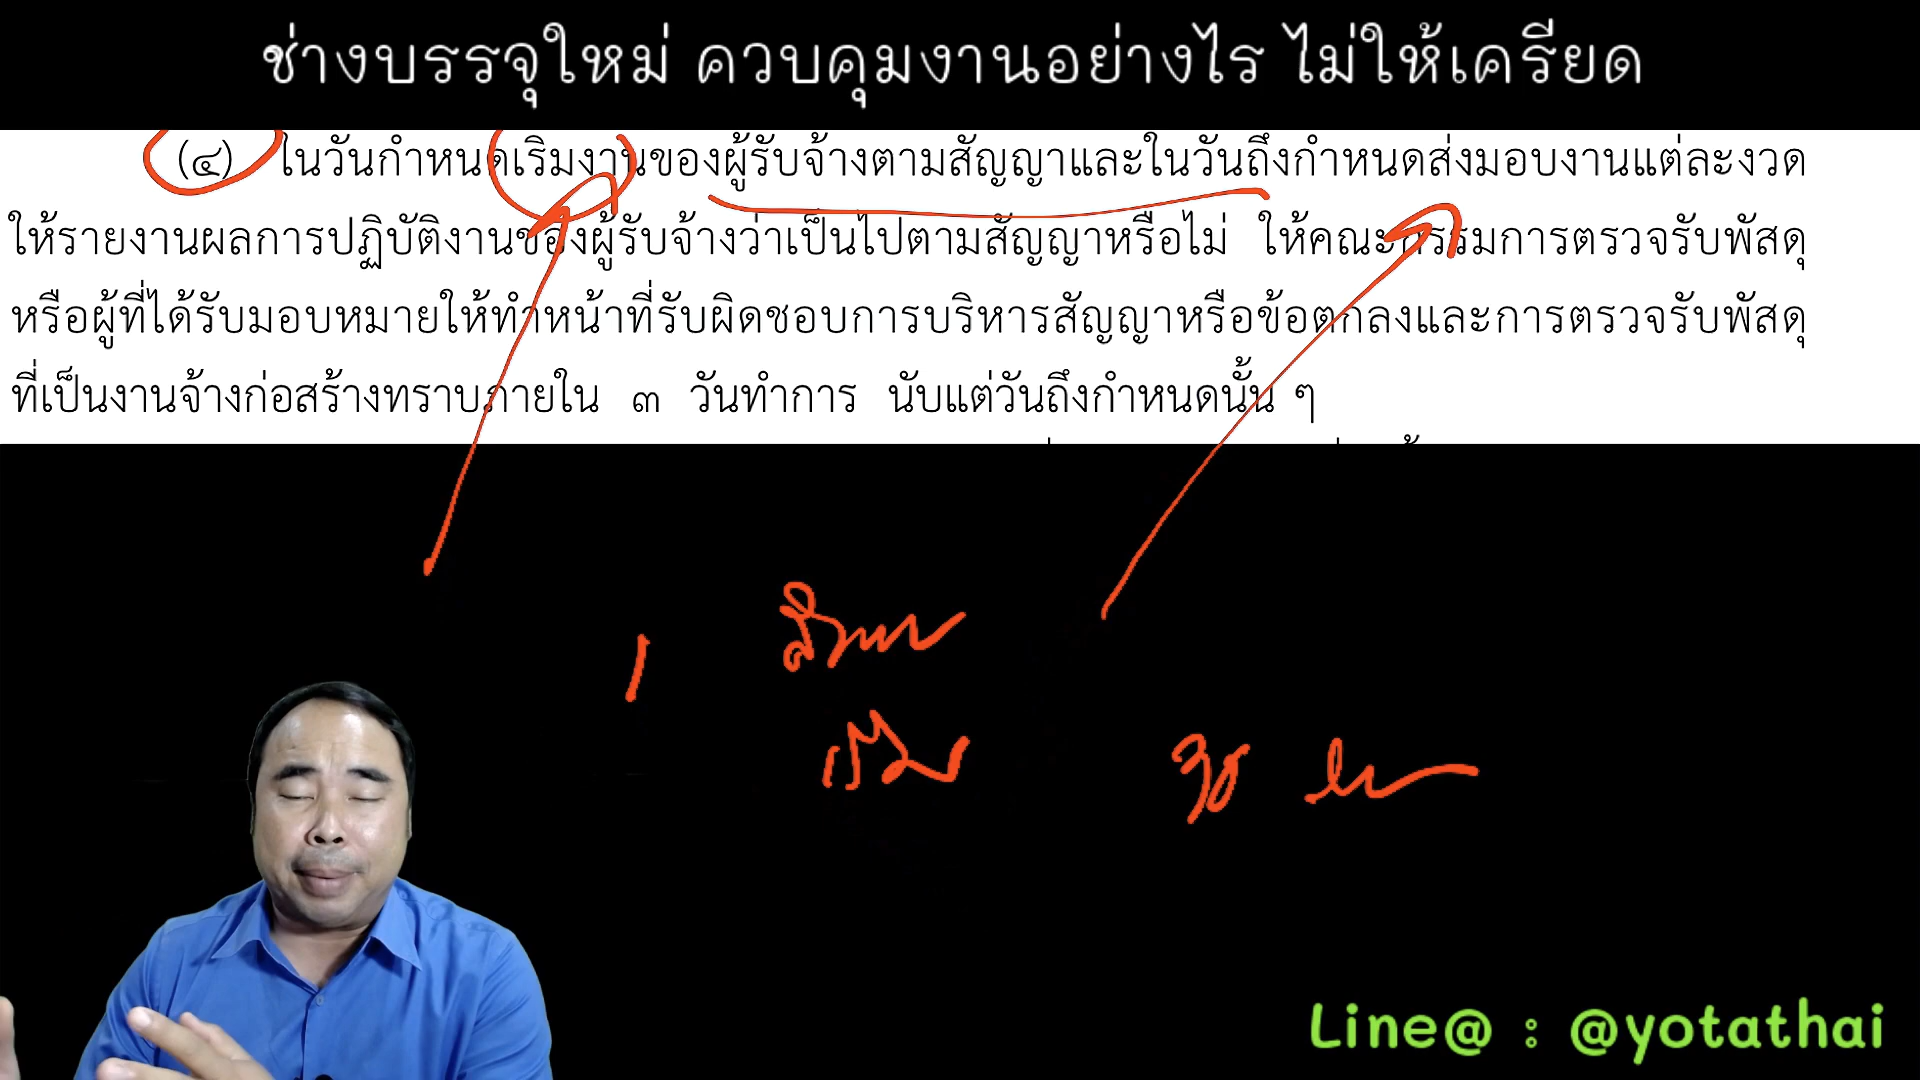 ช่างบรรจุใหม่ ควบคุมงานอย่างไร ไม่ให้เครียด
(๔) ในวันกำหนดเริ่มงานของผู้รับจ้างตามสัญญาและในวันถึงกำหนดส่งมอบงานแต่ละงวด
ให้รายงานผลการปฏิบัติงานของผู้รับจ้างว่าเป็นไปตามสัญญาหรือไม่ ให้คณะกรรมการตรวจรับพัสดุ
หรือผู้ที่ได้รับมอบหมายให้ทำหน้าที่รับผิดชอบการบริหารสัญญาหรือข้อตกลงและการตรวจรับพัสดุ
ที่เป็นงานจ้างก่อสร้างทราบภายใน ๓ วันทำการ นับแต่วันถึงกำหนดนั้น ๆ
Line@ : @yotathai